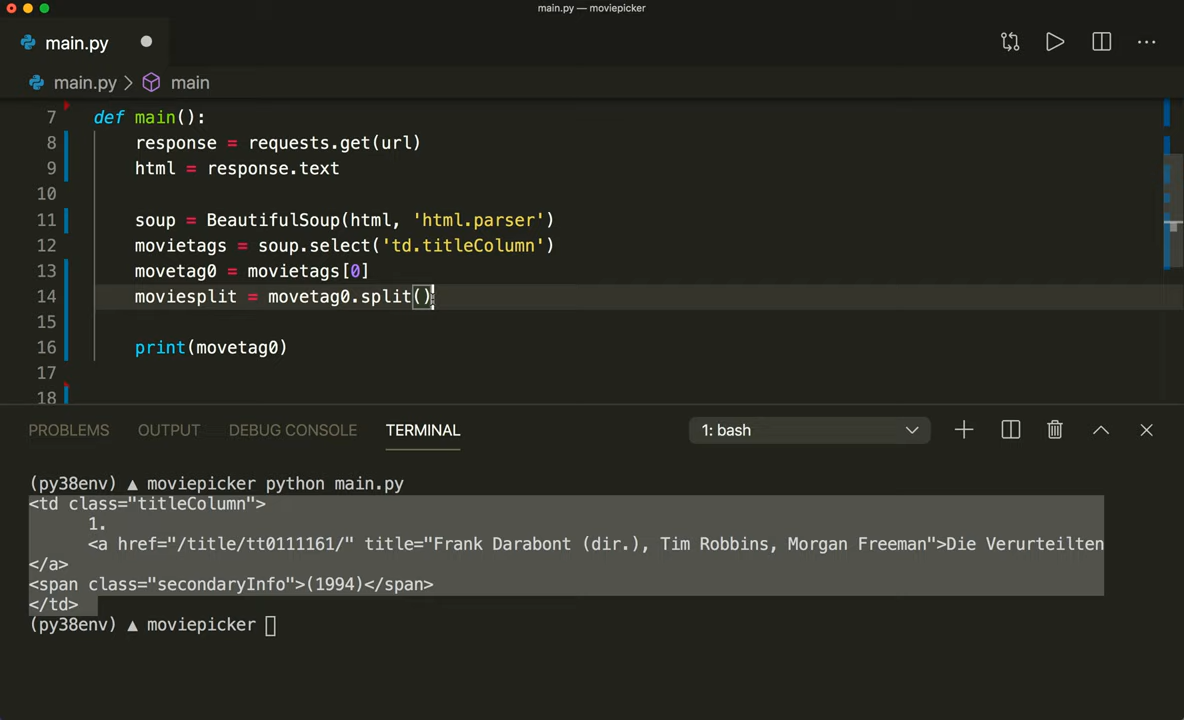 main.py — moviepicker
main.py
main.py > main
7 def main():
8 response = requests.get(url)
9 html = response.text
10
11 soup = BeautifulSoup(html, 'html.parser')
12 movietags = soup.select('td.titleColumn')
13 movetag0 = movietags[0]
14 moviesplit = movetag0.split()
15
16 print(movetag0)
17
18
PROBLEMS OUTPUT DEBUG CONSOLE TERMINAL 1: bash
(py38env) ▲ moviepicker python main.py
<td class="titleColumn">
1.
<a href="/title/tt0111161/" title="Frank Darabont (dir.), Tim Robbins, Morgan Freeman">Die Verurteilten
</a>
<span class="secondaryInfo">(1994)</span>
</td>
(py38env) ▲ moviepicker